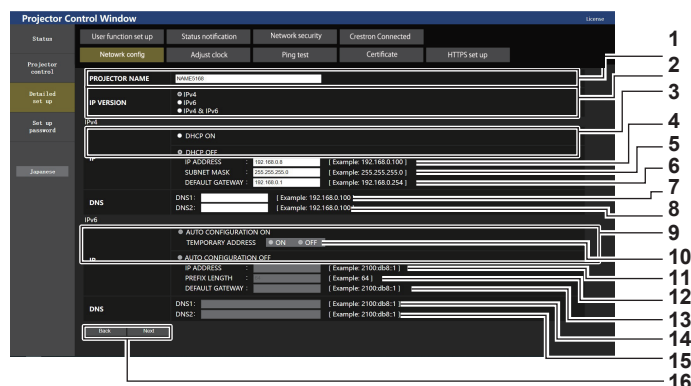 Projector Control Window
License
Status
User function set up
Status notification
Network security
Crestron Connected
Netowrk config
Adjust clock
Ping test
Certificate
HTTPS set up
Projector control
Detailed set up
Set up password
Japanese
PROJECTOR NAME
NAME5168
IP VERSION
IPv4
IPv6
IPv4 & IPv6
IPv4
DHCP ON
DHCP OFF
IP
IP ADDRESS : 192.168.0.8 [ Example: 192.168.0.100 ]
SUBNET MASK : 255.255.255.0 [ Example: 255.255.255.0 ]
DEFAULT GATEWAY : 192.168.0.1 [ Example: 192.168.0.254 ]
DNS
DNS1: [ Example: 192.168.0.100 ]
DNS2: [ Example: 192.168.0.100 ]
IPv6
AUTO CONFIGURATION ON
TEMPORARY ADDRESS ON OFF
AUTO CONFIGURATION OFF
IP
IP ADDRESS : [ Example: 2100:db8::1 ]
PREFIX LENGTH : [ Example: 64 ]
DEFAULT GATEWAY : [ Example: 2100:db8::1 ]
DNS
DNS1: [ Example: 2100:db8::1 ]
DNS2: [ Example: 2100:db8::1 ]
Back Next
1
2
3
4
5
6
7
8
9
10
11
12
13
14
15
16